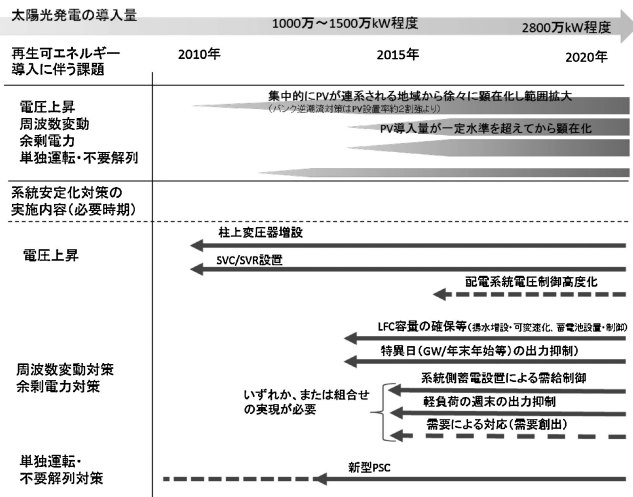 太陽光発電の導入量
1000万～1500万kW程度
2800万kW程度
再生可エネルギー
導入に伴う課題
2010年
2015年
2020年
電圧上昇
周波数変動
余剰電力
単独運転・不要解列
集中的にPVが連系される地域から徐々に顕在化し範囲拡大
(バンク逆潮流対策はPV設置率約2割強より)
PV導入量が一定水準を超えてから顕在化
系統安定化対策の
実施内容(必要時期)
電圧上昇
柱上変圧器増設
SVC/SVR設置
配電系統電圧制御高度化
周波数変動対策
余剰電力対策
LFC容量の確保等(揚水増設・可変速化、蓄電池設置・制御)
特異日(GW/年末年始等)の出力抑制)
いずれか、または組合せ
の実現が必要
系統側蓄電設置による需給制御
軽負荷の週末の出力抑制
需要による対応(需要創出)
単独運転・
不要解列対策
新型PSC